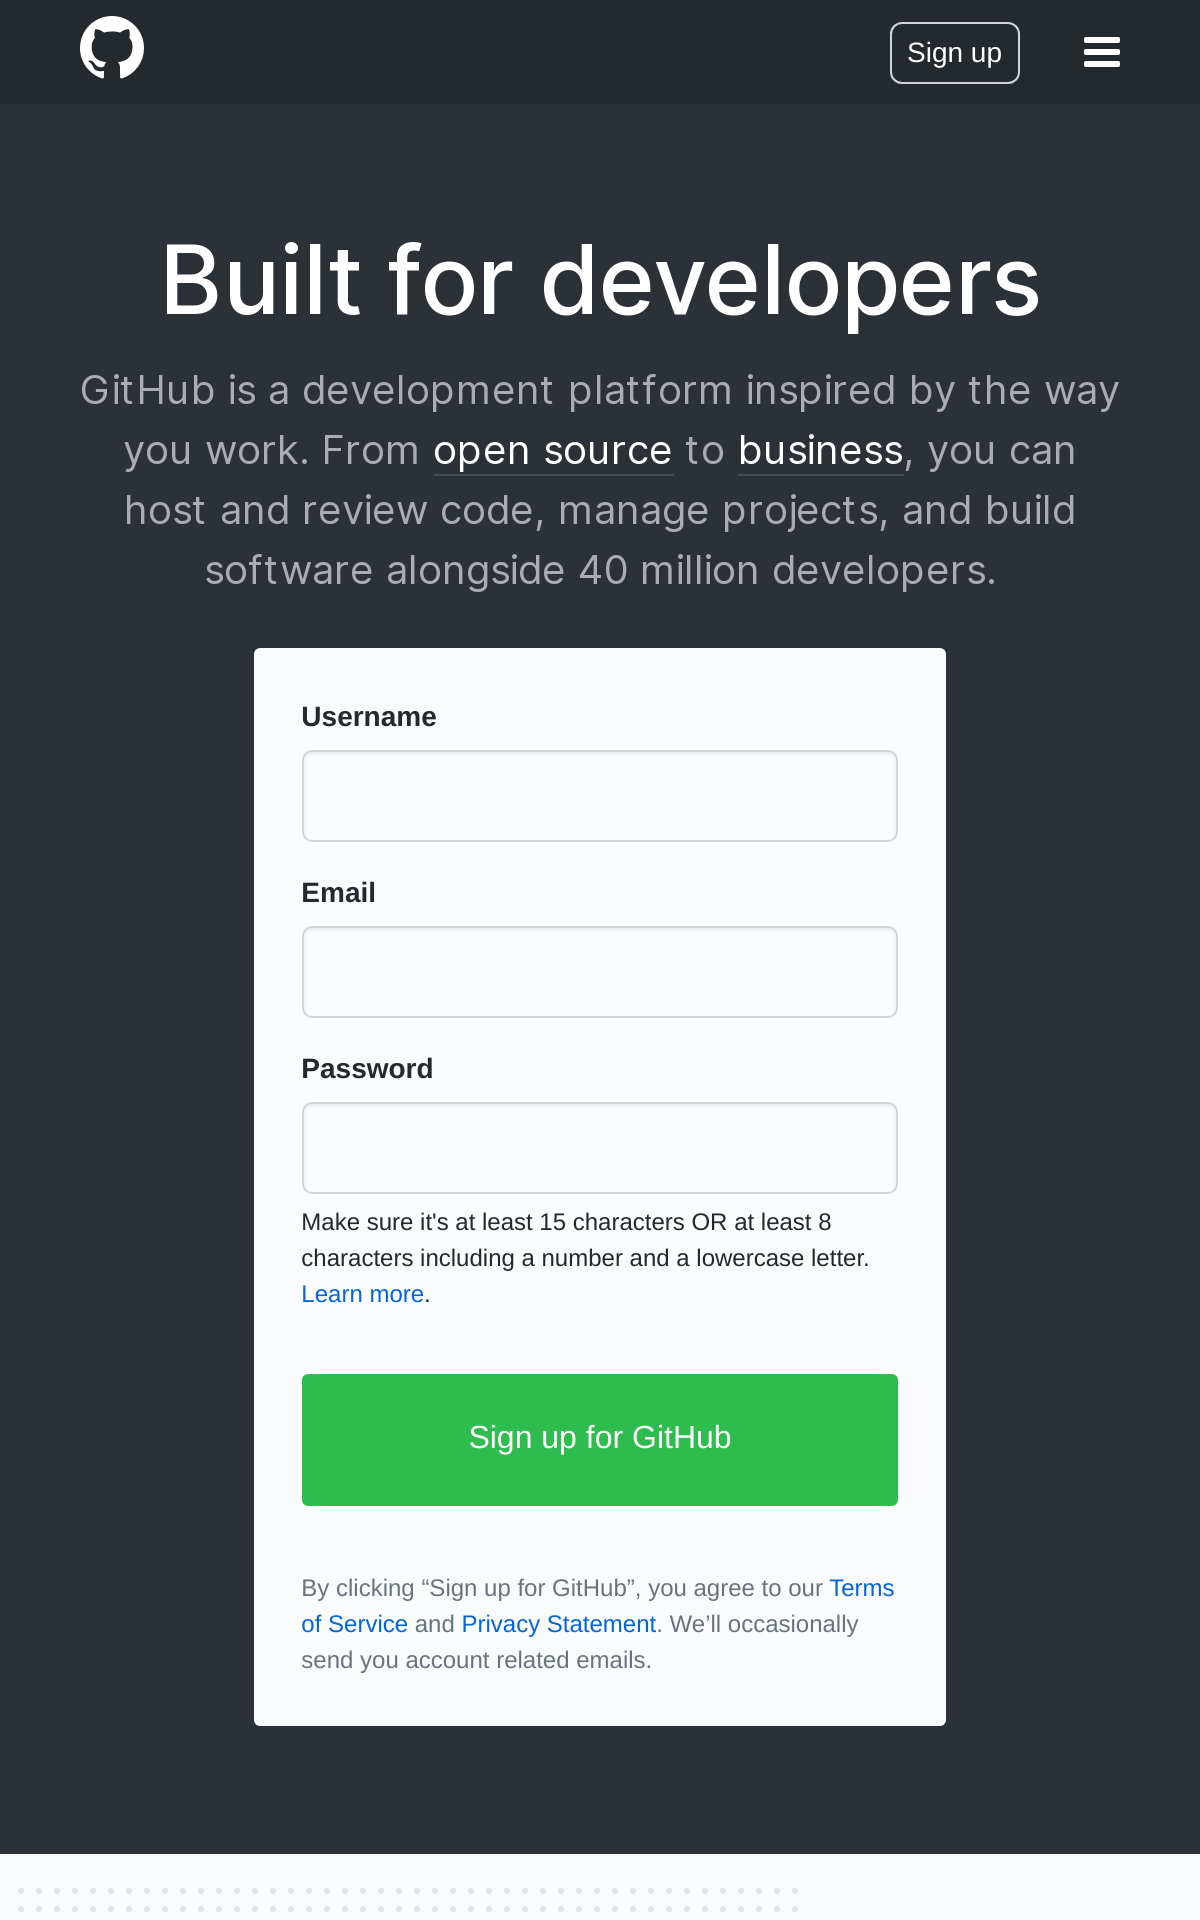 Sign up
Built for developers
GitHub is a development platform inspired by the way
you work. From open source to business, you can
host and review code, manage projects, and build
software alongside 40 million developers.
Username
Email
Password
Make sure it's at least 15 characters OR at least 8
characters including a number and a lowercase letter.
Learn more.
Sign up for GitHub
By clicking “Sign up for GitHub”, you agree to our Terms
of Service and Privacy Statement. We’ll occasionally
send you account related emails.